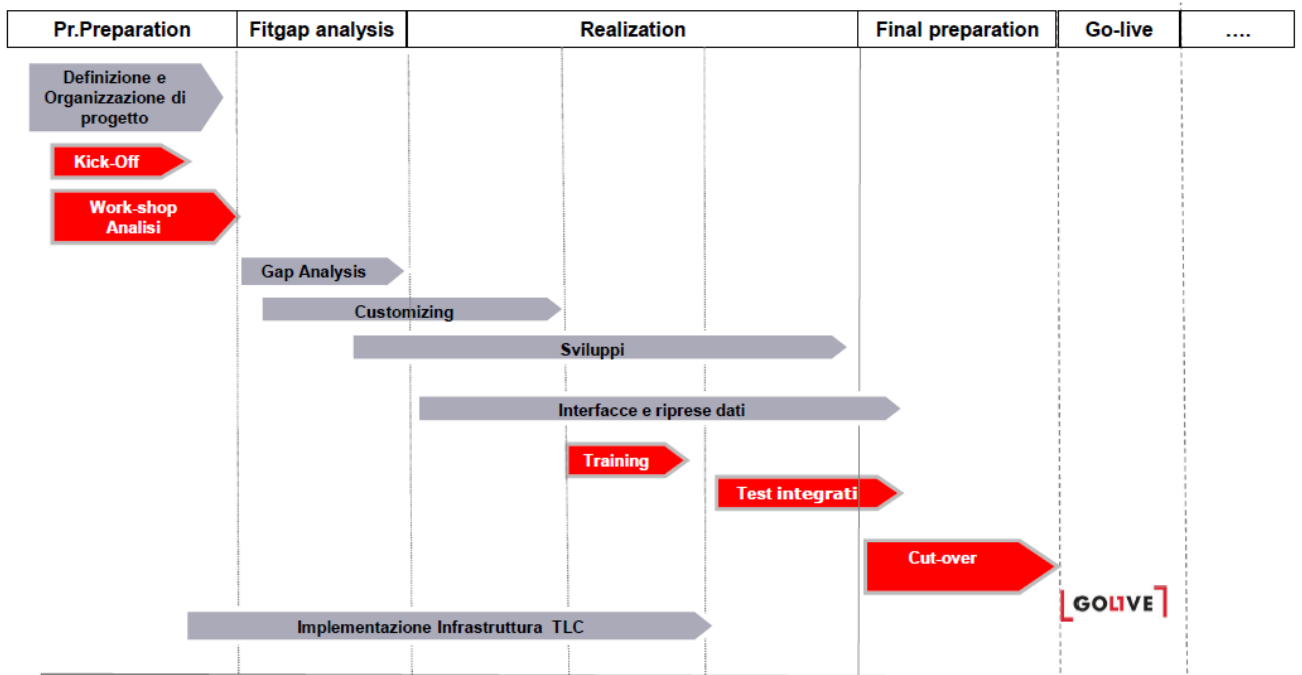 Pr.Preparation
Fitgap analysis
Realization
Final preparation
Go-live
....
Definizione e
Organizzazione di
progetto
Kick-Off
Work-shop
Analisi
Gap Analysis
Customizing
Sviluppi
Interfacce e riprese dati
Training
Test integrati
Cut-over
GOL1VE
Implementazione Infrastruttura TLC